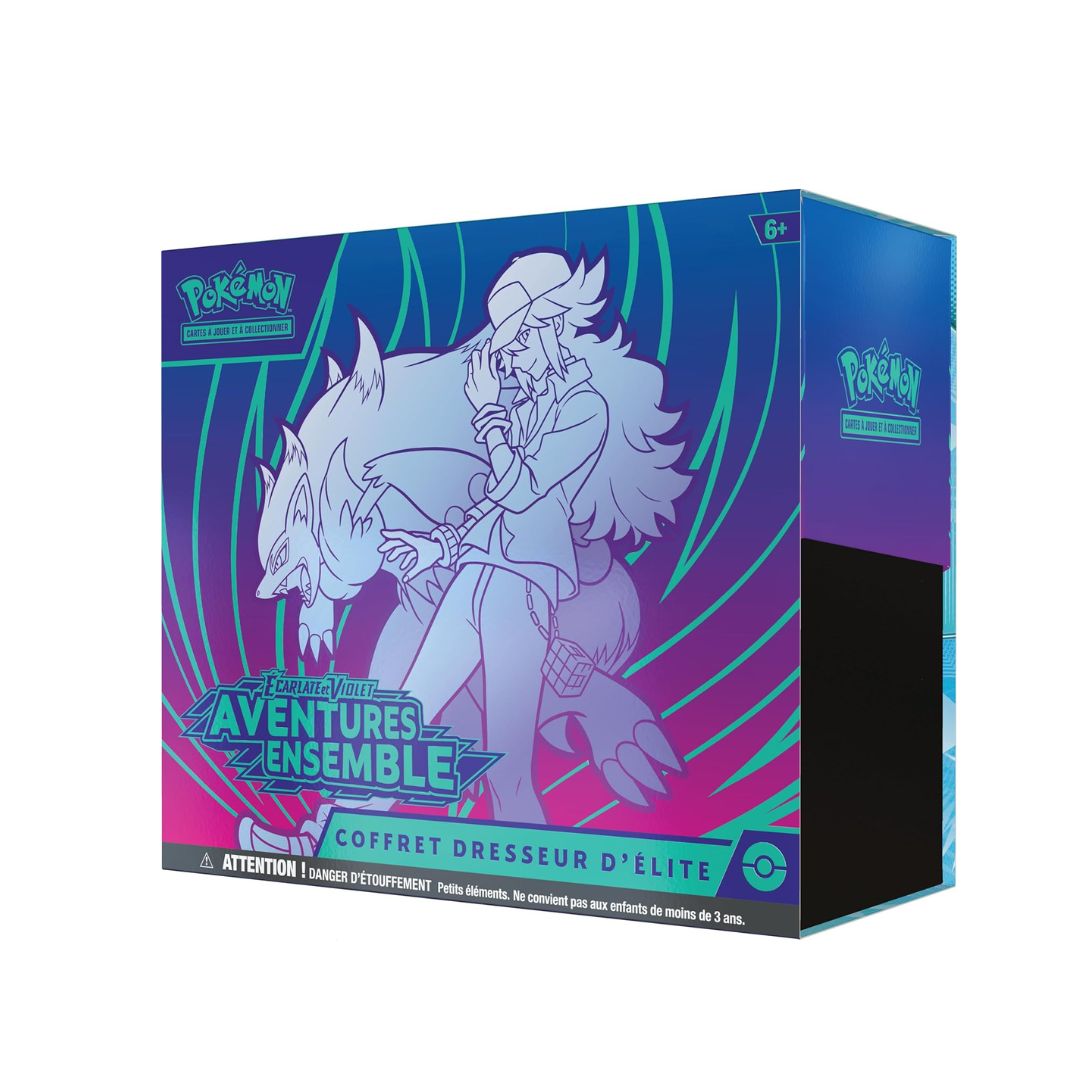 6+
POKéMON
CARTES À JOUER ET À COLLECTIONNER
POKéMON
CARTES À JOUER ET À COLLECTIONNER
ÉCARLATE et VIOLET
AVENTURES
ENSEMBLE
COFFRET DRESSEUR D'ÉLITE
ATTENTION ! DANGER D'ÉTOUFFEMENT Petits éléments. Ne convient pas aux enfants de moins de 3 ans.